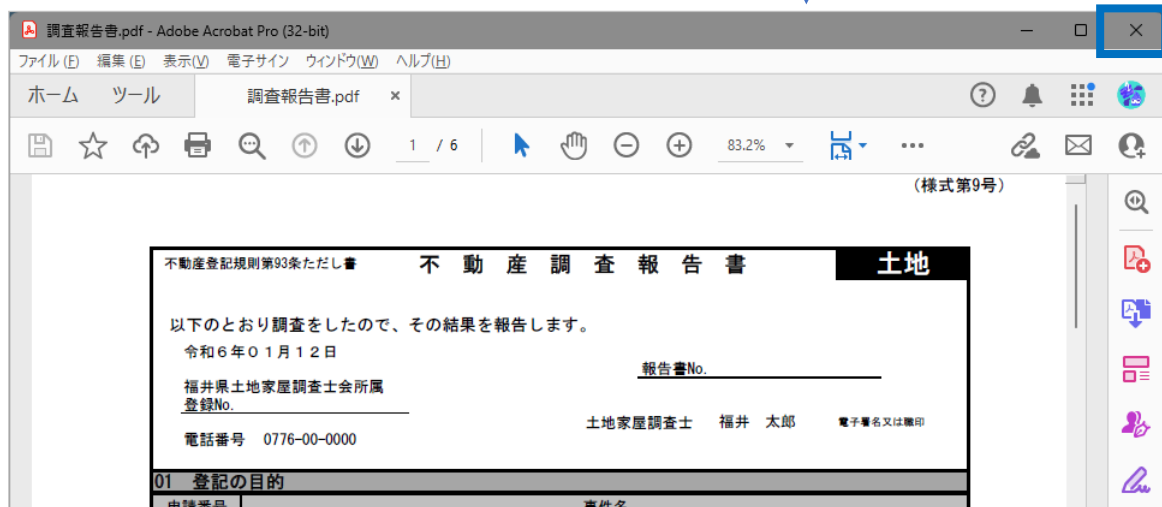 調査報告書.pdf - Adobe Acrobat Pro (32-bit)
ファイル(F) 編集(E) 表示(V) 電子サイン ウィンドウ(W) ヘルプ(H)
ホーム ツール 調査報告書.pdf ×
1 / 6 83.2%
(様式第9号)
不動産登記規則第93条ただし書 不動産調査報告書 土地
以下のとおり調査をしたので、その結果を報告します。
令和6年01月12日
報告書No.
福井県土地家屋調査士会所属
登録No.
土地家屋調査士 福井 太郎 電子署名又は職印
電話番号 0776-00-0000
01 登記の目的
申請番号 事件名